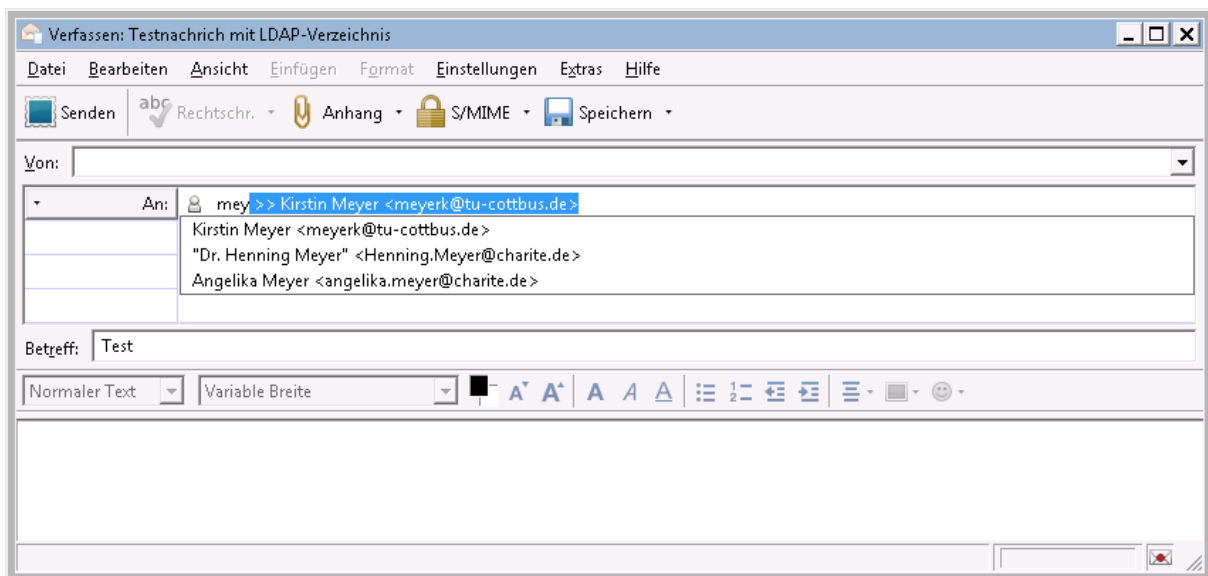 Verfassen: Testnachrich mit LDAP-Verzeichnis
Datei Bearbeiten Ansicht Einfügen Format Einstellungen Extras Hilfe
Senden abc Rechtschr. Anhang S/MIME Speichern
Von:
An: mey >> Kirstin Meyer <meyerk@tu-cottbus.de>
Kirstin Meyer <meyerk@tu-cottbus.de>
"Dr. Henning Meyer" <Henning.Meyer@charite.de>
Angelika Meyer <angelika.meyer@charite.de>
Betreff: Test
Normaler Text Variable Breite A A A A A